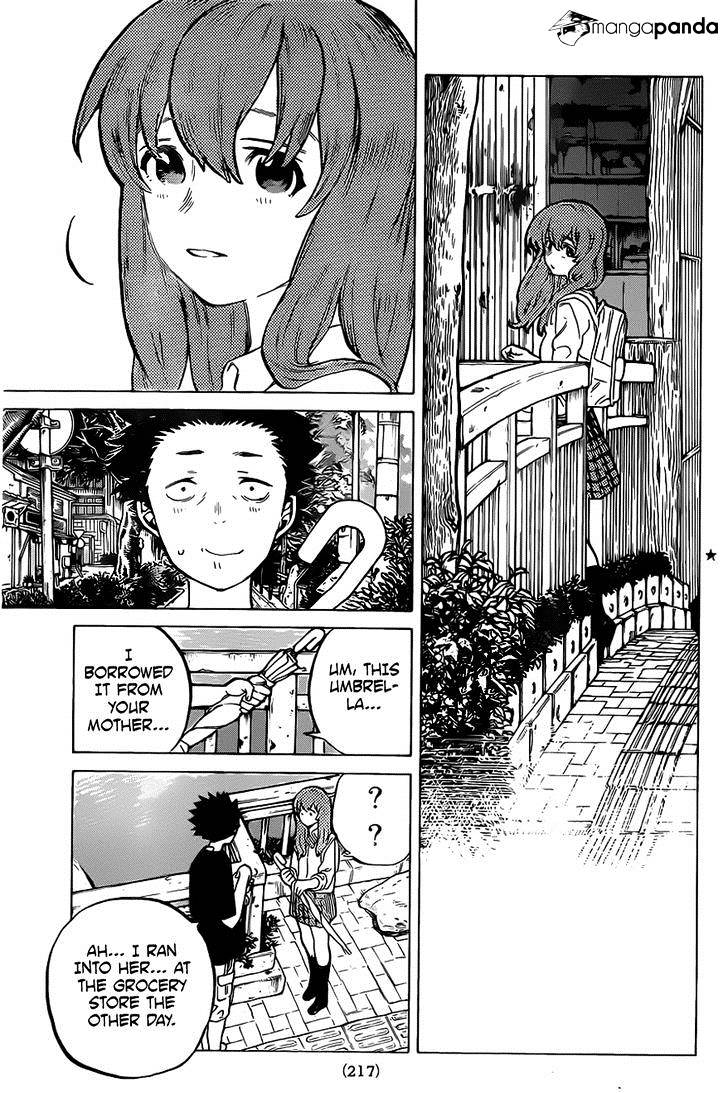 mangapanda
UM, THIS
UMBREL-
LA...
I
BORROWED
IT FROM
YOUR
MOTHER...
?
?
AH... I RAN
INTO HER... AT
THE GROCERY
STORE THE
OTHER DAY.
(217)